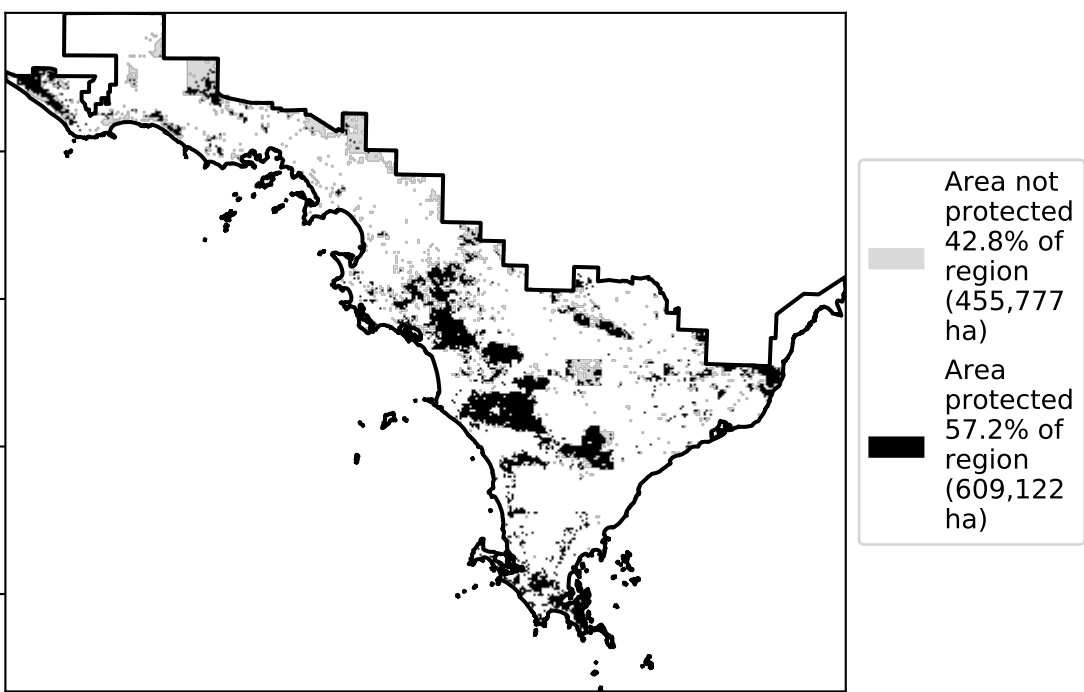 Area not
protected
42.8% of
region
(455,777
ha)
Area
protected
57.2% of
region
(609,122
ha)